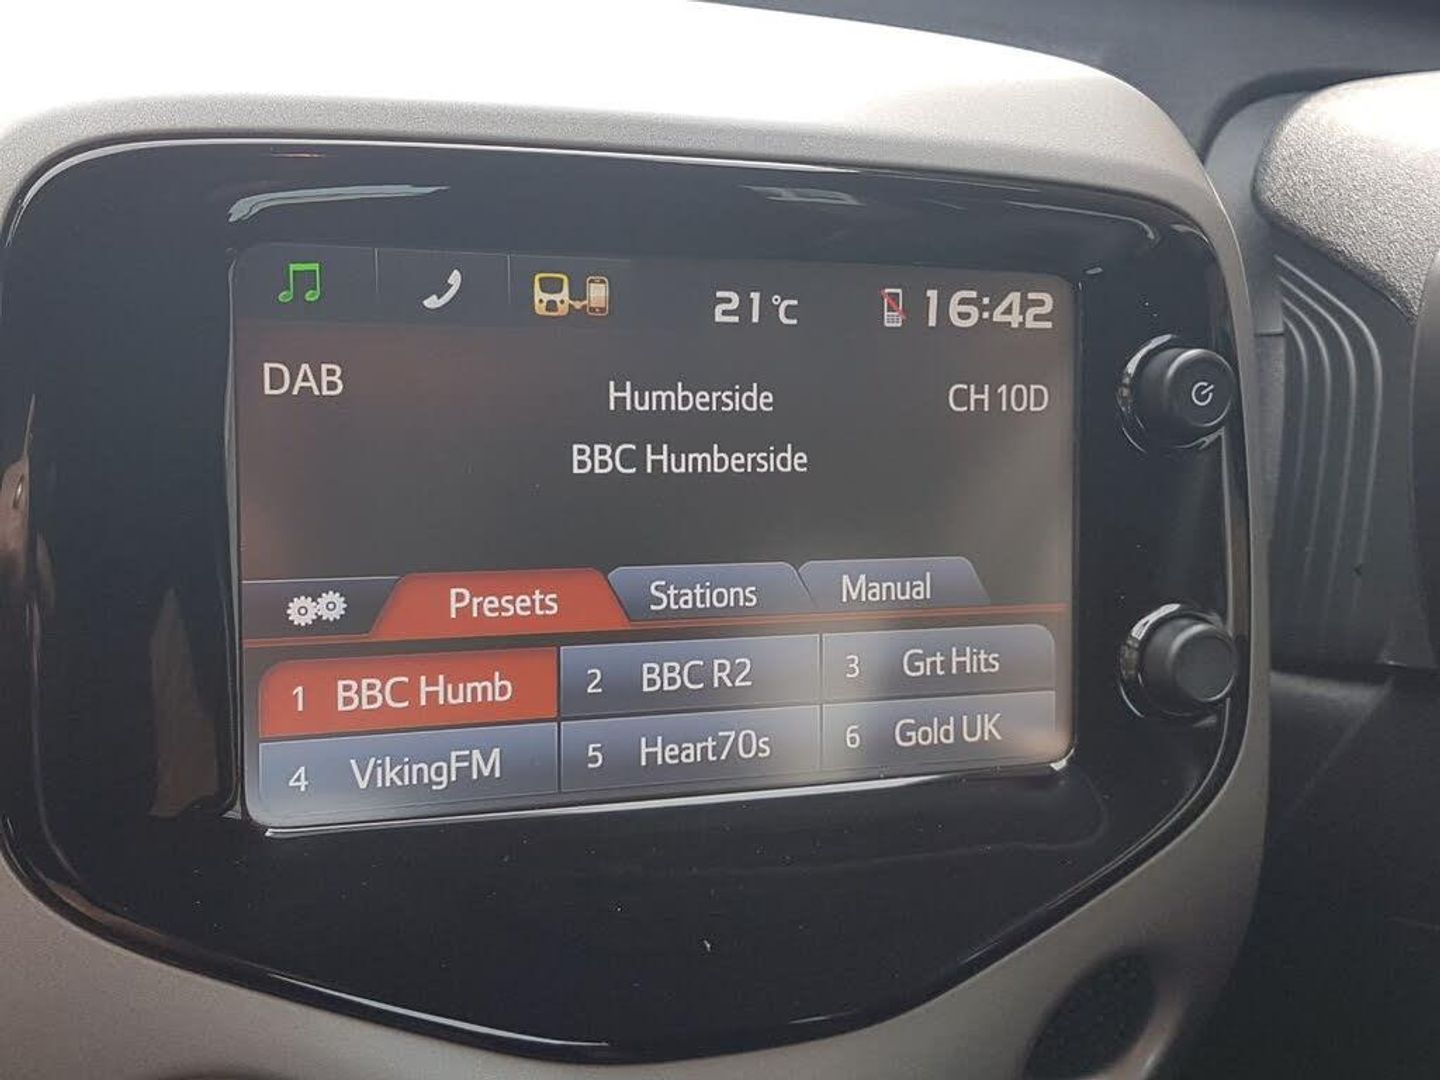 21°C 16:42
DAB Humberside CH 10D
BBC Humberside
Presets Stations Manual
1 BBC Humb 2 BBC R2 3 Grt Hits
4 VikingFM 5 Heart70s 6 Gold UK